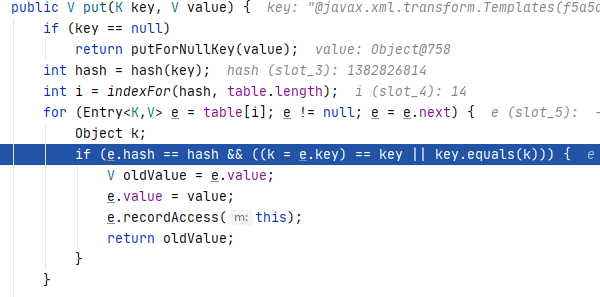 public V put(K key, V value) { key: "@javax.xml.transform.Templates(f5a5a
if (key == null)
return putForNullKey(value); value: Object@758
int hash = hash(key); hash (slot_3): 1382826814
int i = indexFor(hash, table.length); i (slot_4): 14
for (Entry<K,V> e = table[i]; e != null; e = e.next) { e (slot_5): -
Object k;
if (e.hash == hash && ((k = e.key) == key || key.equals(k))) { e
V oldValue = e.value;
e.value = value;
e.recordAccess( m: this);
return oldValue;
}
}